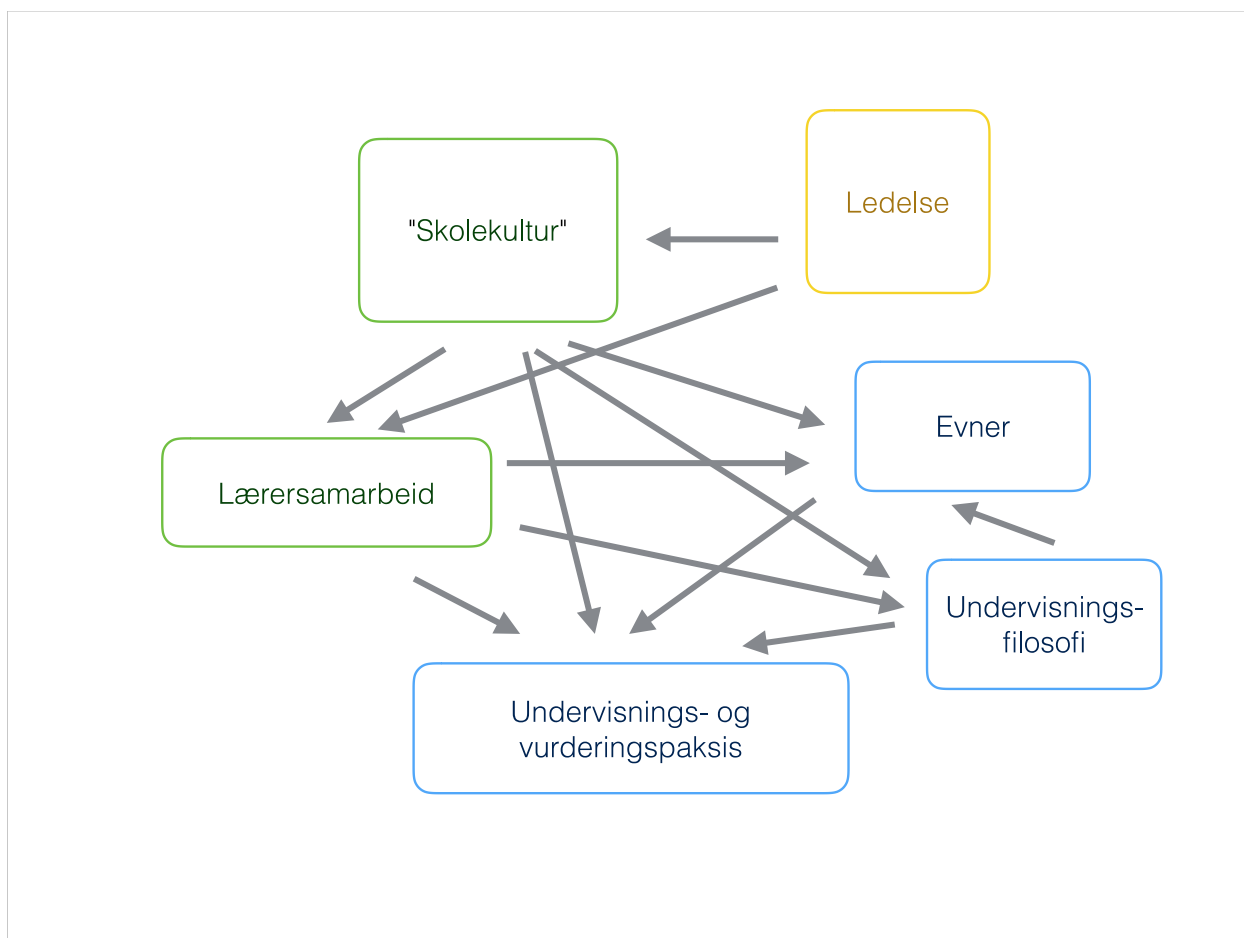 "Skolekultur"
Ledelse
Evner
Lærersamarbeid
Undervisnings-
filosofi
Undervisnings- og
vurderingspaksis